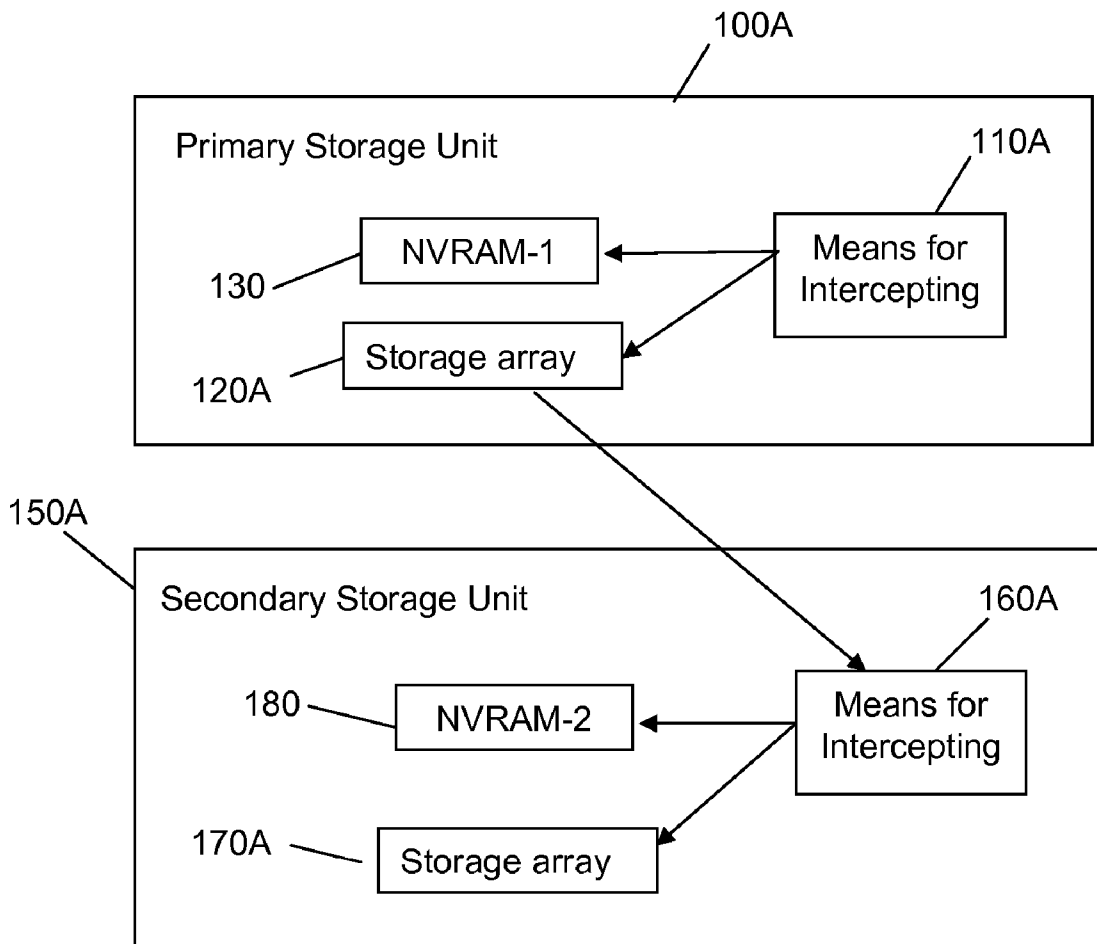 100A
Primary Storage Unit
110A
NVRAM-1
Means for
Intercepting
130
Storage array
120A
150A
Secondary Storage Unit
160A
180
NVRAM-2
Means for
Intercepting
170A
Storage array